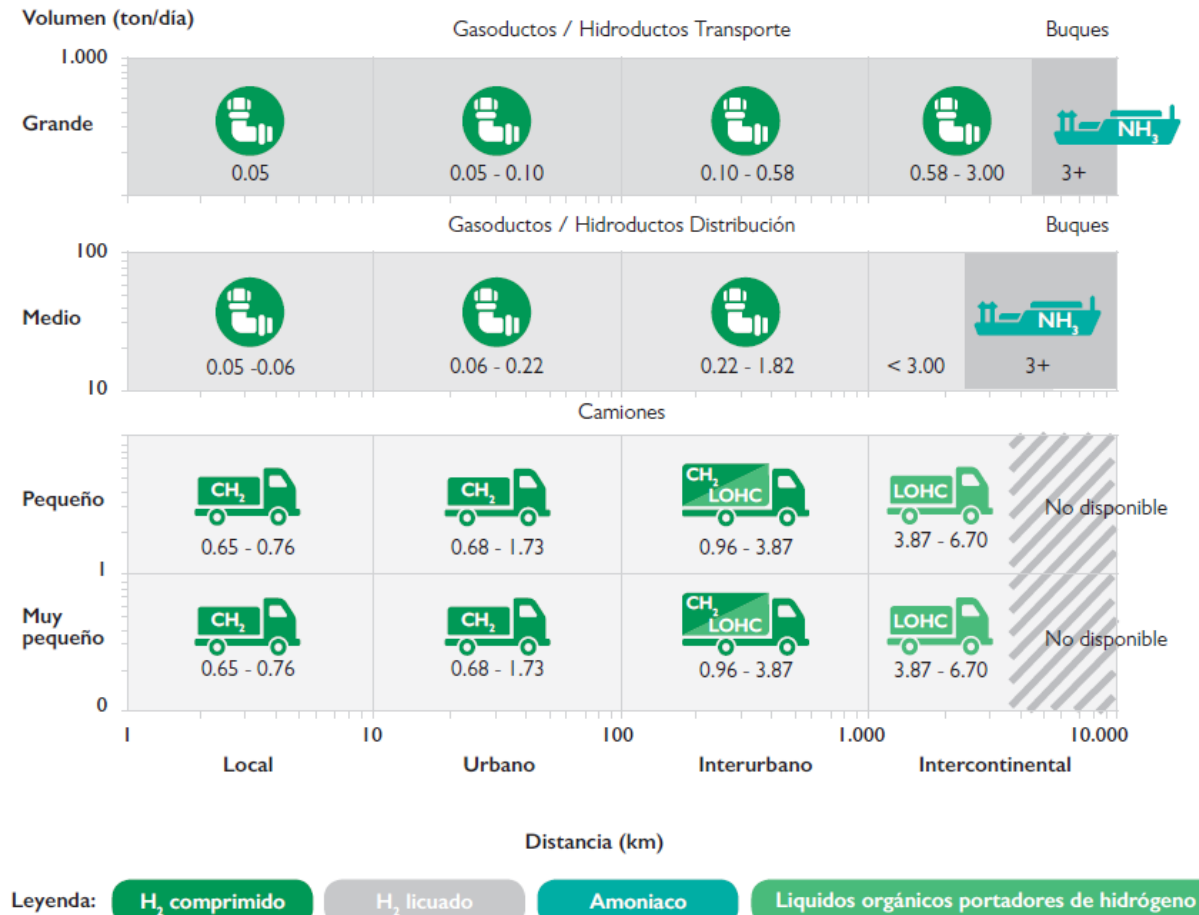 Volumen (ton/día)
Gasoductos / Hidroductos Transporte
Buques
1.000
Grande
NH3
0.05
0.05 - 0.10
0.10 - 0.58
0.58 - 3.00
3+
Gasoductos / Hidroductos Distribución
Buques
100
Medio
NH3
0.05 -0.06
0.06 - 0.22
0.22 - 1.82
< 3.00
3+
10
Camiones
Pequeño
CH2
CH2
CH2
LOHC
LOHC
No disponible
0.65 - 0.76
0.68 - 1.73
0.96 - 3.87
3.87 - 6.70
1
Muy
pequeño
CH2
CH2
CH2
LOHC
LOHC
No disponible
0.65 - 0.76
0.68 - 1.73
0.96 - 3.87
3.87 - 6.70
0
1
10
100
1.000
10.000
Local
Urbano
Interurbano
Intercontinental
Distancia (km)
Leyenda:
H2 comprimido
H2 licuado
Amoniaco
Liquidos orgánicos portadores de hidrógeno